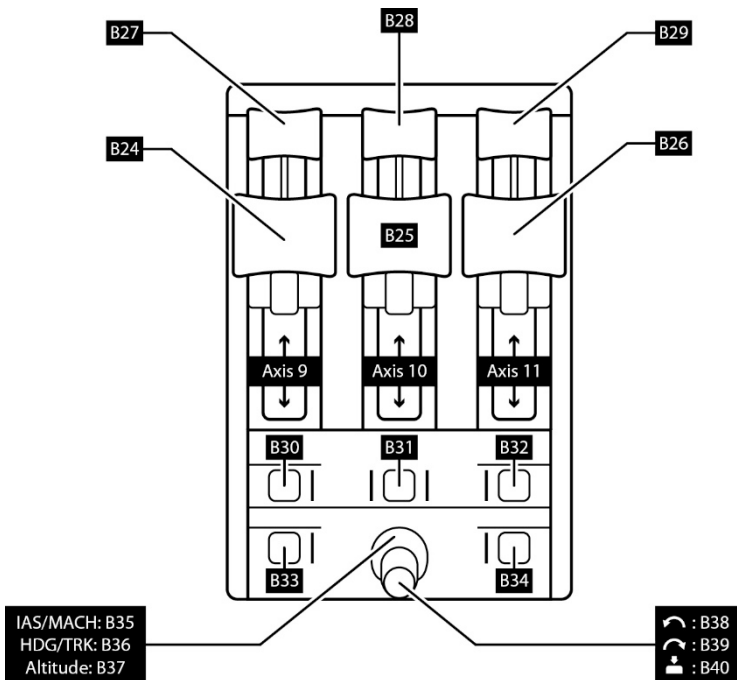 B27
B28
B29
B24
B26
B25
Axis 9
Axis 10
Axis 11
B30
B31
B32
B33
B34
IAS/MACH: B35
HDG/TRK: B36
Altitude: B37
: B38
: B39
: B40